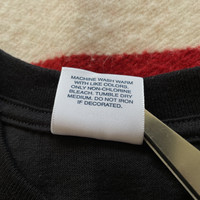 MACHINE WASH WARM
WITH LIKE COLORS.
ONLY NON-CHLORINE
BLEACH. TUMBLE DRY
MEDIUM. DO NOT IRON
IF DECORATED.